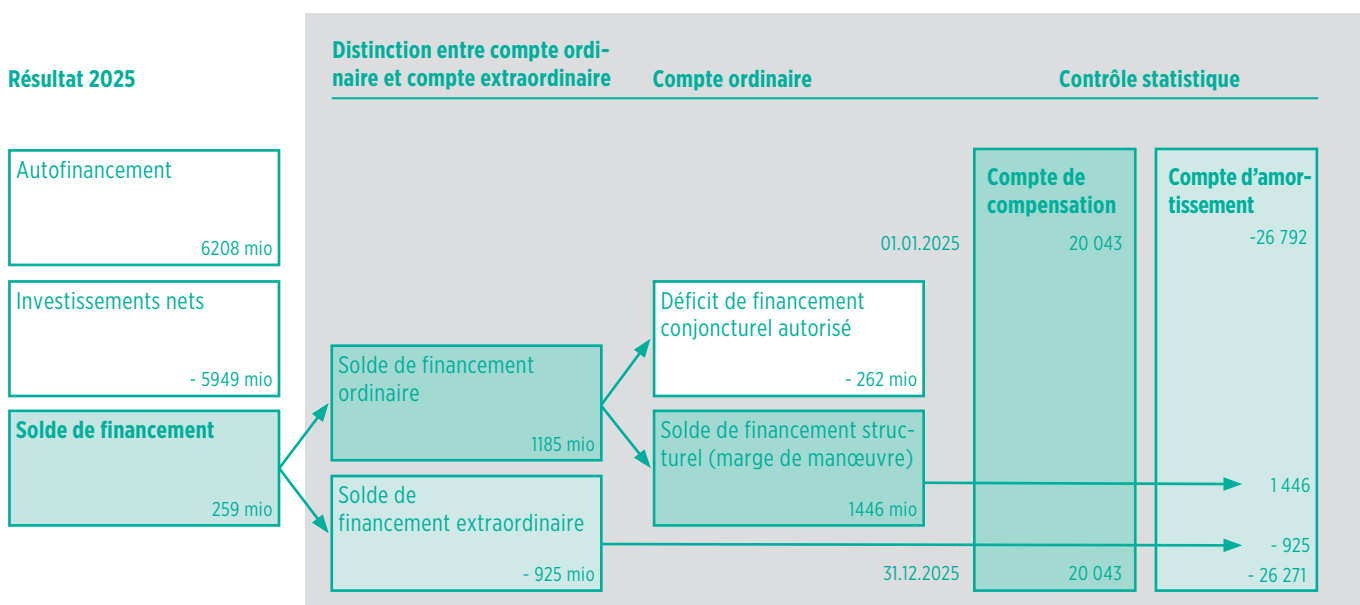 Résultat 2025
Distinction entre compte ordi-
naire et compte extraordinaire
Compte ordinaire
Contrôle statistique
Autofinancement
6208 mio
Investissements nets
- 5949 mio
Solde de financement
259 mio
Solde de financement
ordinaire
1185 mio
Solde de
financement extraordinaire
- 925 mio
Déficit de financement
conjoncturel autorisé
- 262 mio
Solde de financement struc-
turel (marge de manœuvre)
1446 mio
01.01.2025
31.12.2025
Compte de
compensation
20 043
20 043
Compte d'amor-
tissement
-26 792
1 446
- 925
- 26 271